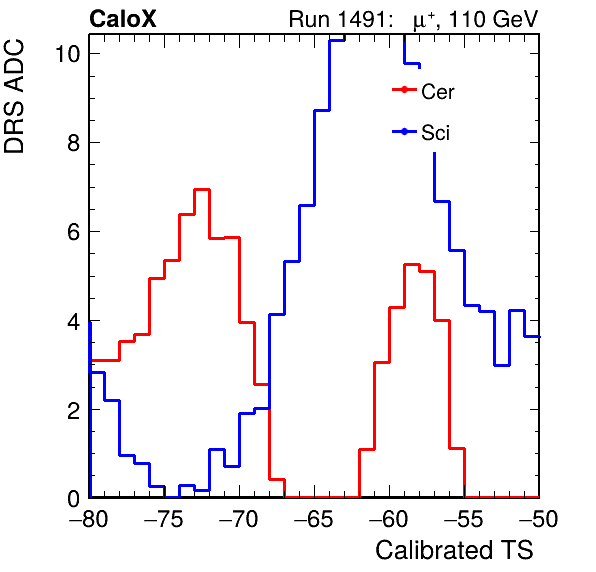 CaloX Run 1491: μ⁺, 110 GeV
DRS ADC
10
8
6
4
2
0
Cer
Sci
−80 −75 −70 −65 −60 −55 −50
Calibrated TS